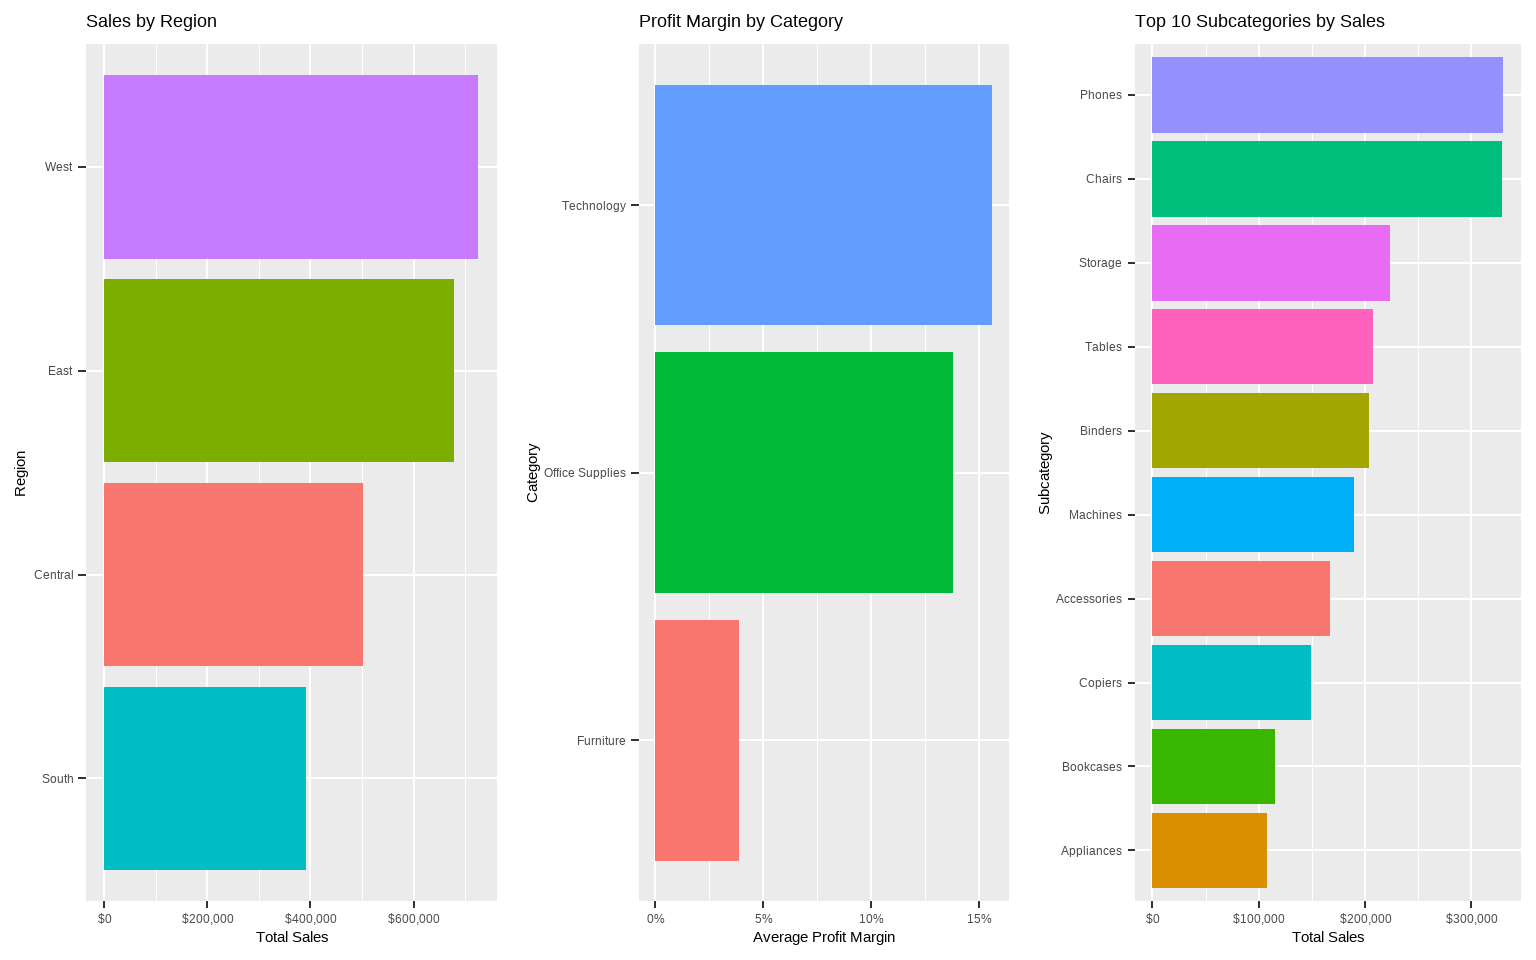 Sales by Region
Region
West
East
Central
South
$0 $200,000 $400,000 $600,000
Total Sales
Profit Margin by Category
Category
Technology
Office Supplies
Furniture
0% 5% 10% 15%
Average Profit Margin
Top 10 Subcategories by Sales
Subcategory
Phones
Chairs
Storage
Tables
Binders
Machines
Accessories
Copiers
Bookcases
Appliances
$0 $100,000 $200,000 $300,000
Total Sales